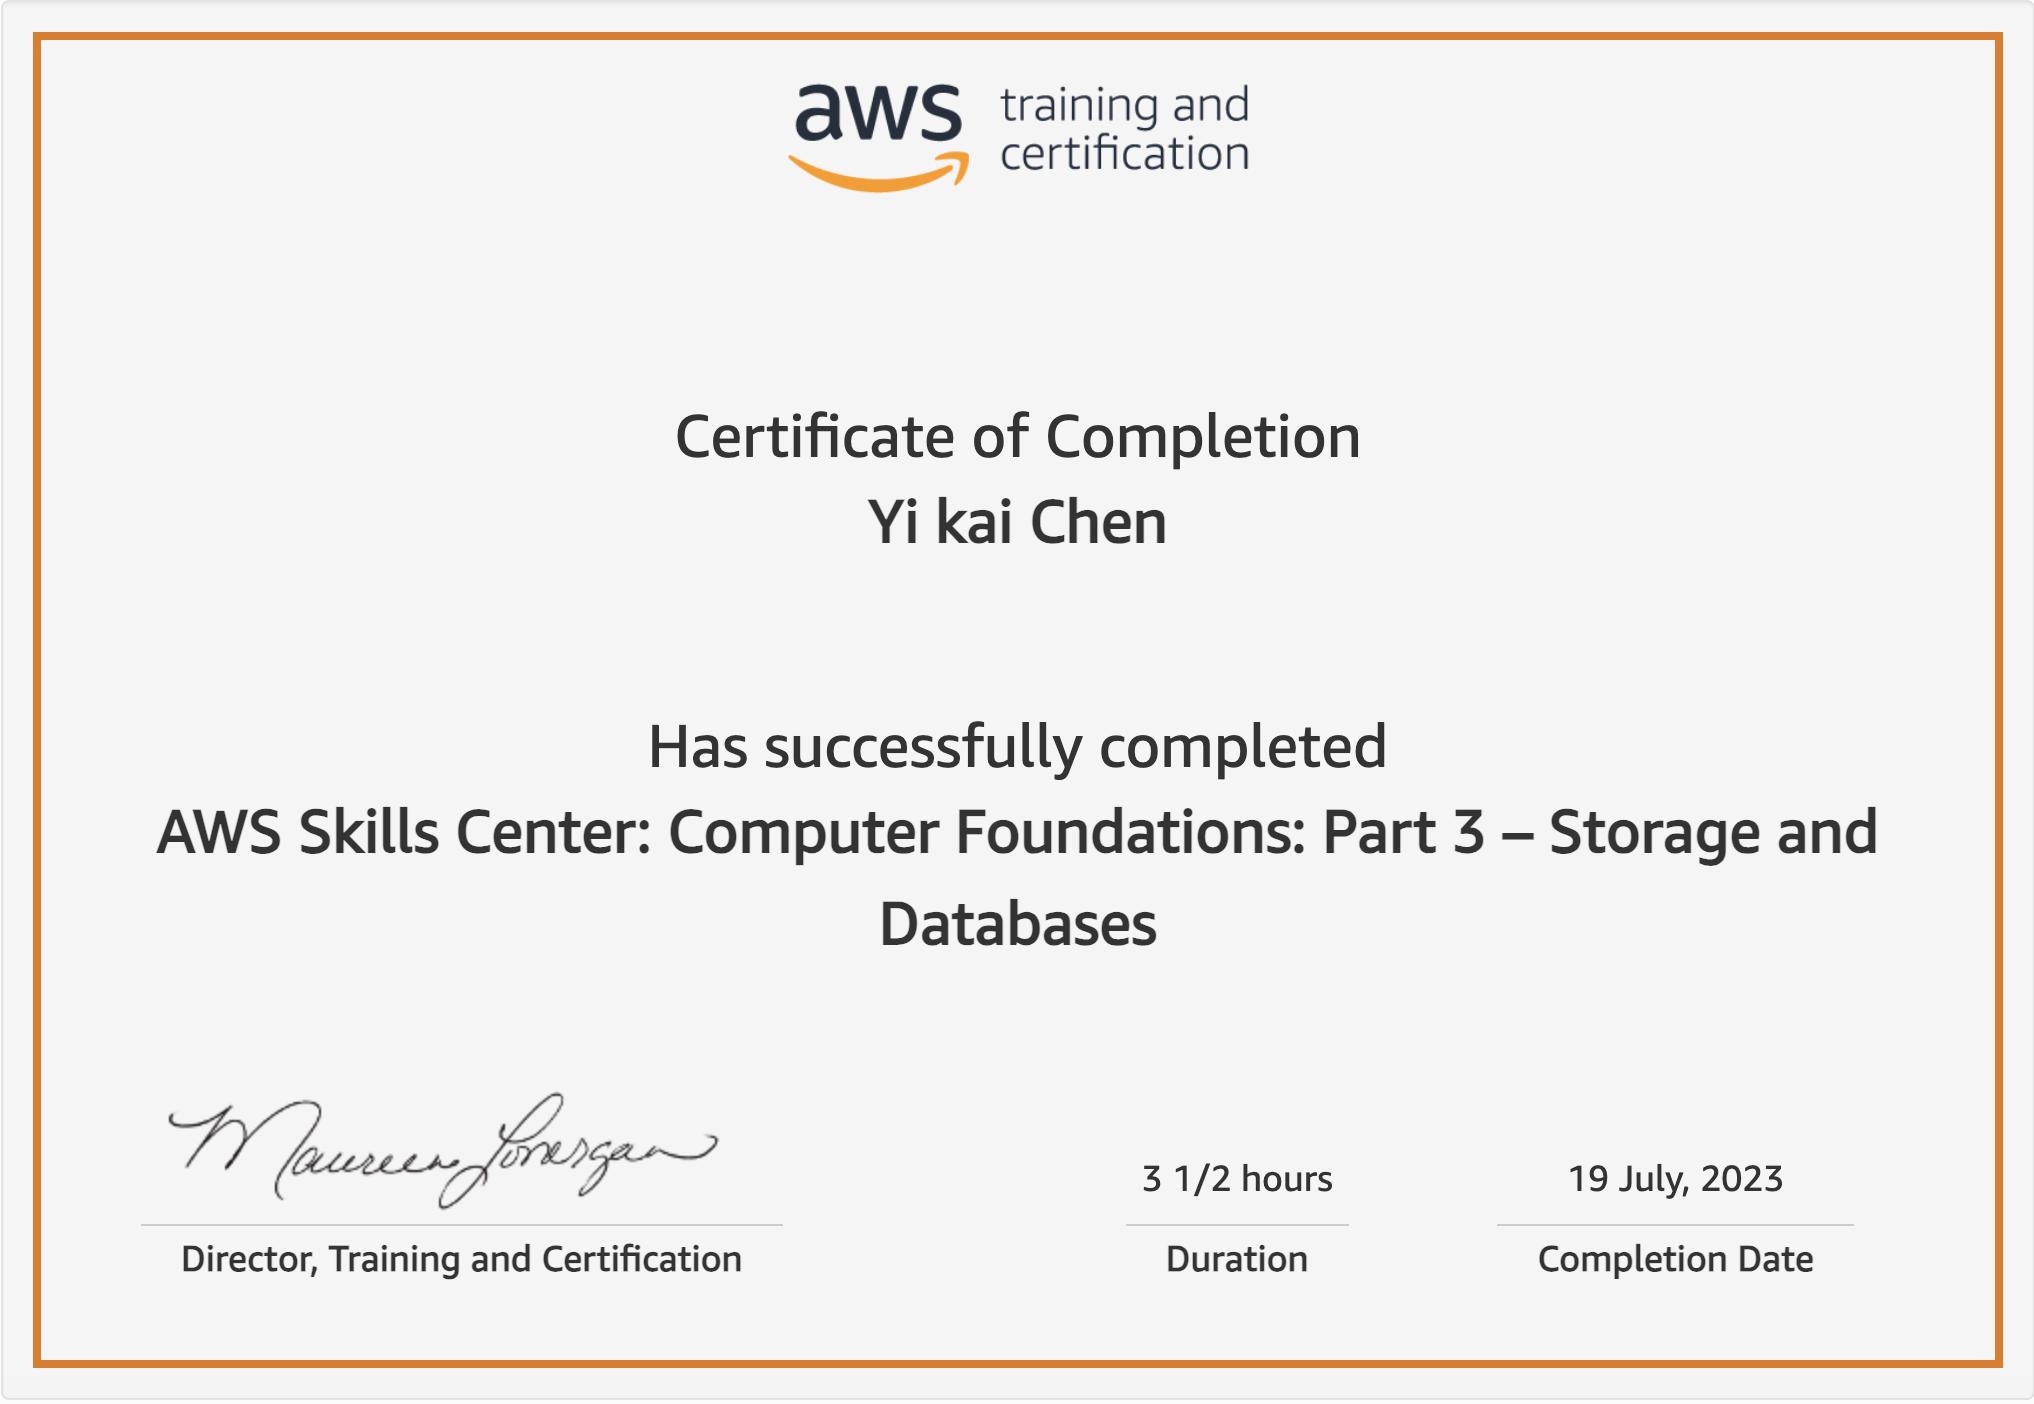 aws
training and
certification
Certificate of Completion
Yi kai Chen
Has successfully completed
AWS Skills Center: Computer Foundations: Part 3 – Storage and
Databases
Maureen Lonergan
3 1/2 hours
19 July, 2023
Director, Training and Certification
Duration
Completion Date